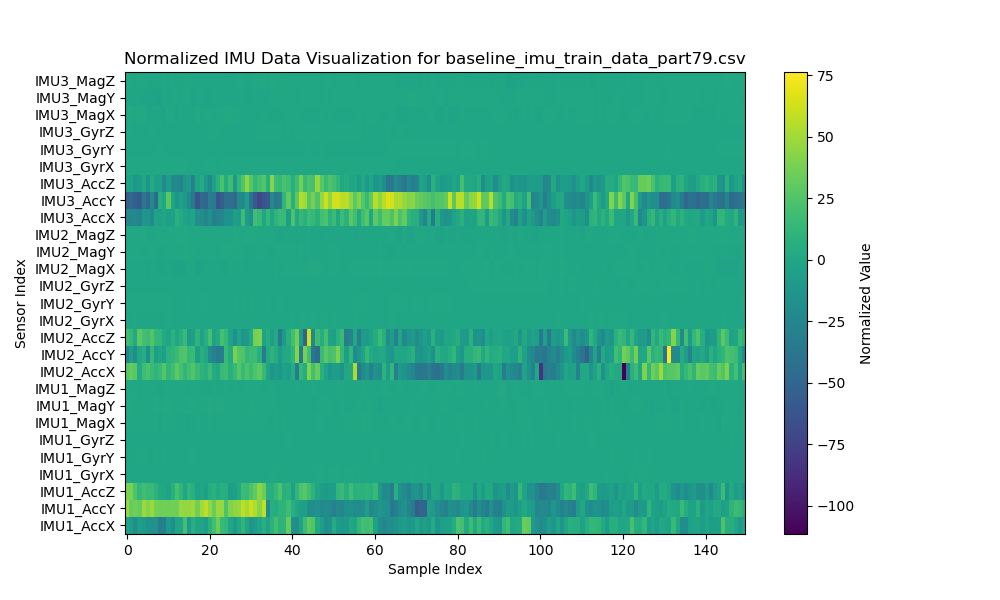 Normalized IMU Data Visualization for baseline_imu_train_data_part79.csv
IMU3_MagZ
IMU3_MagY
IMU3_MagX
IMU3_GyrZ
IMU3_GyrY
IMU3_GyrX
IMU3_AccZ
IMU3_AccY
IMU3_AccX
IMU2_MagZ
IMU2_MagY
IMU2_MagX
IMU2_GyrZ
IMU2_GyrY
IMU2_GyrX
IMU2_AccZ
IMU2_AccY
IMU2_AccX
IMU1_MagZ
IMU1_MagY
IMU1_MagX
IMU1_GyrZ
IMU1_GyrY
IMU1_GyrX
IMU1_AccZ
IMU1_AccY
IMU1_AccX
Sensor Index
0 20 40 60 80 100 120 140
Sample Index
75
50
25
0
−25
−50
−75
−100
Normalized Value